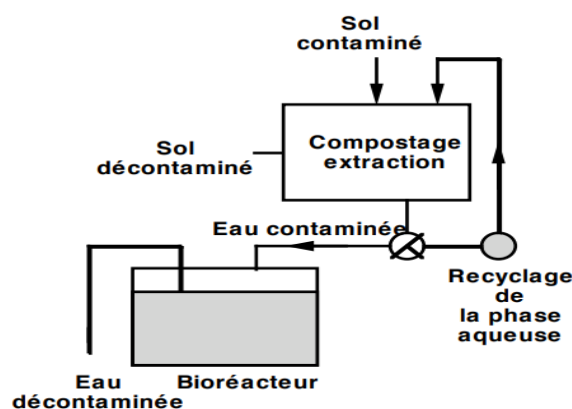 Sol
contaminé
Compostage
extraction
Sol
décontaminé
Eau contaminée
Recyclage
de
la phase
aqueuse
Eau
décontaminée
Bioréacteur